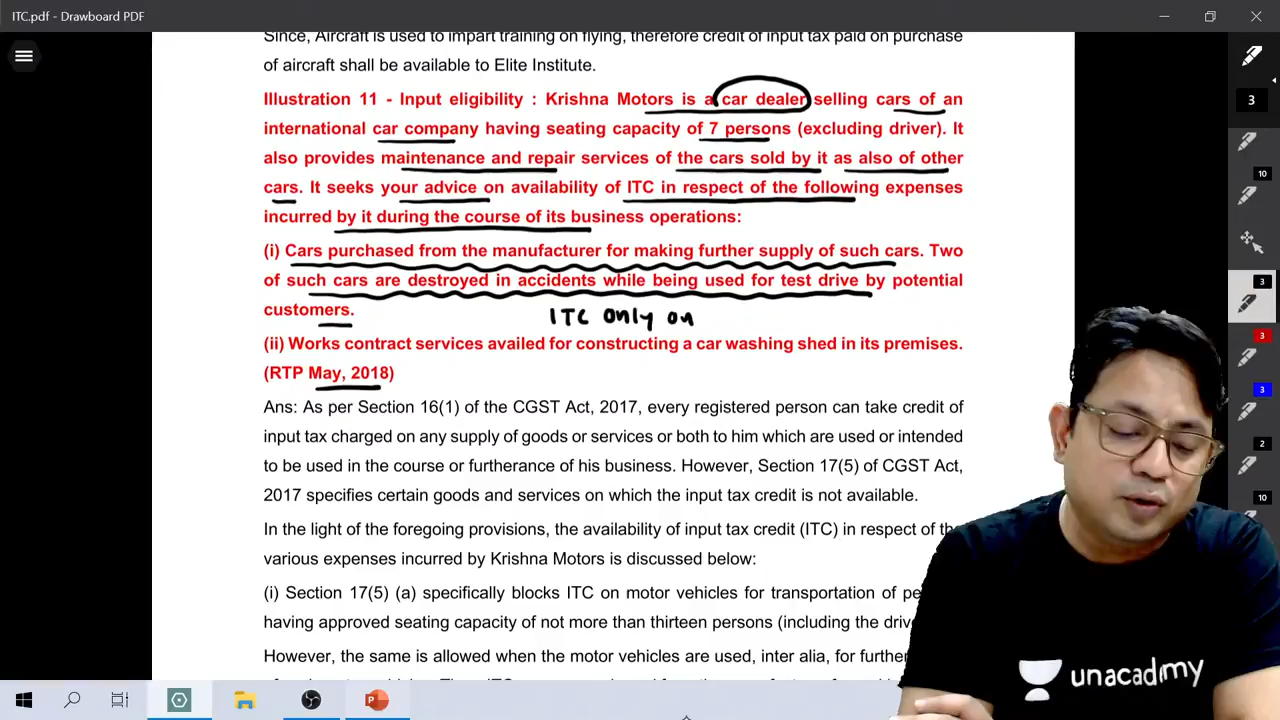 ITC.pdf - Drawboard PDF
Since, Aircraft is used to impart training on flying, therefore credit of input tax paid on purchase
of aircraft shall be available to Elite Institute.
Illustration 11 - Input eligibility : Krishna Motors is a car dealer selling cars of an
3
international car company having seating capacity of 7 persons (excluding driver). It
also provides maintenance and repair services of the cars sold by it as also of other
10
cars. It seeks your advice on availability of ITC in respect of the following expenses
incurred by it during the course of its business operations:
(i) Cars purchased from the manufacturer for making further supply of such cars. Two
of such cars are destroyed in accidents while being used for test drive by potential
3
customers.
ITC only on
3
(ii) Works contract services availed for constructing a car washing shed in its premises.
(RTP May, 2018)
3
Ans: As per Section 16(1) of the CGST Act, 2017, every registered person can take credit of
input tax charged on any supply of goods or services or both to him which are used or intended
2
to be used in the course or furtherance of his business. However, Section 17(5) of CGST Act,
2017 specifies certain goods and services on which the input tax credit is not available.
10
In the light of the foregoing provisions, the availability of input tax credit (ITC) in respect of the
various expenses incurred by Krishna Motors is discussed below:
(i) Section 17(5) (a) specifically blocks ITC on motor vehicles for transportation of
having approved seating capacity of not more than thirteen persons (including the
However, the same is allowed when the motor vehicles are used, inter alia, for further
unacademy